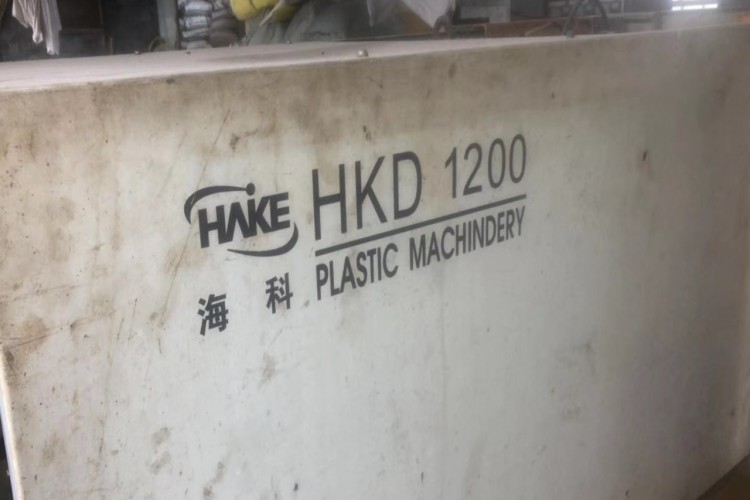 HAKE HKD 1200
海科 PLASTIC MACHINDERY